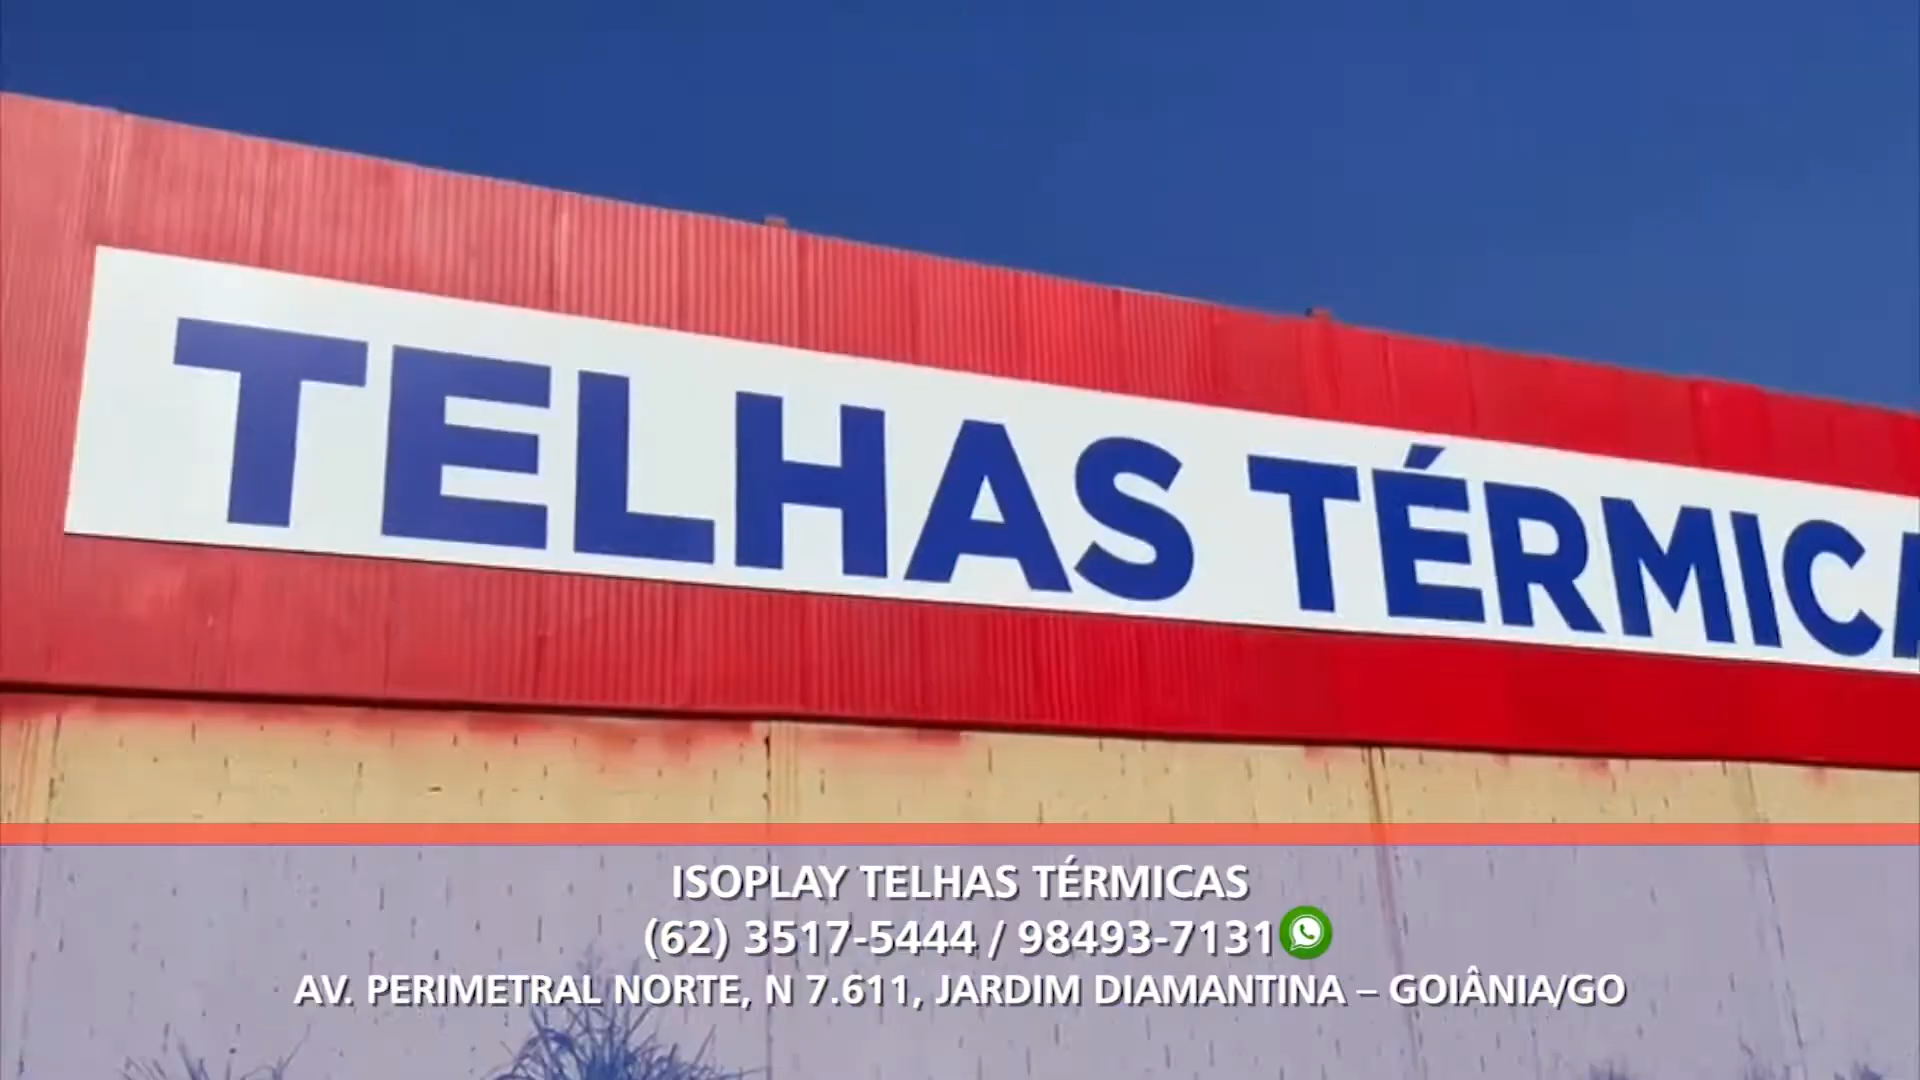 TELHAS TÉRMICA
ISOPLAY TELHAS TÉRMICAS
(62) 3517-5444 / 98493-7131
AV. PERIMETRAL NORTE, N 7.611, JARDIM DIAMANTINA – GOIÂNIA/GO